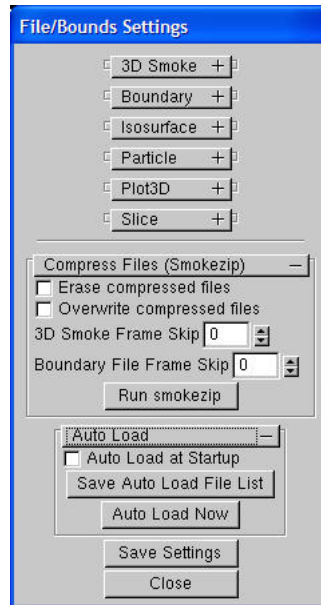 File/Bounds Settings
3D Smoke +
Boundary +
Isosurface +
Particle +
Plot3D +
Slice +
Compress Files (Smokezip) −
Erase compressed files
Overwrite compressed files
3D Smoke Frame Skip 0
Boundary File Frame Skip 0
Run smokezip
Auto Load −
Auto Load at Startup
Save Auto Load File List
Auto Load Now
Save Settings
Close